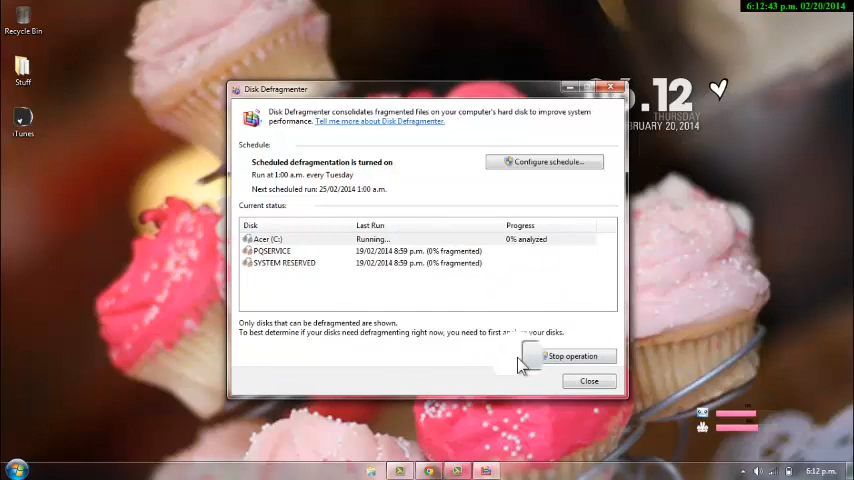 6:12:43 p.m. 02/20/2014
Recycle Bin
Stuff
iTunes
.12
THURSDAY
BRUARY 20,2014
Disk Defragmenter
Disk Defragmenter consolidates fragmented files on your computer's hard disk to improve system
performance. Tell me more about Disk Defragmenter.
Schedule:
Scheduled defragmentation is turned on
Configure schedule...
Run at 1:00 a.m. every Tuesday
Next scheduled run: 25/02/2014 1:00 a.m.
Current status:
Disk Last Run Progress
Acer (C:) Running... 0% analyzed
PQSERVICE 19/02/2014 8:59 p.m. (0% fragmented)
SYSTEM RESERVED 19/02/2014 8:59 p.m. (0% fragmented)
Only disks that can be defragmented are shown.
To best determine if your disks need defragmenting right now, you need to first your disks.
Stop operation
Close
6:12 p.m.